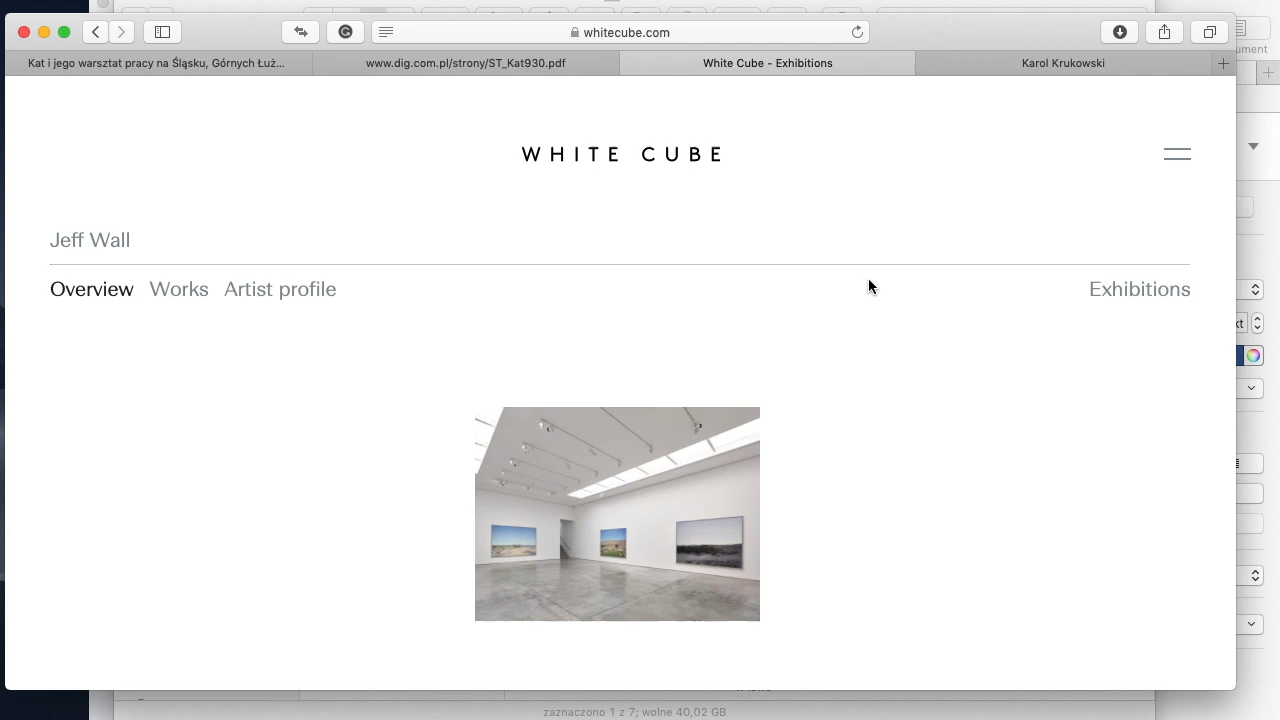 whitecube.com
ument
Kat i jego warsztat pracy na Śląsku, Górnych Łuż...
www.dig.com.pl/strony/ST_Kat930.pdf
White Cube - Exhibitions
Karol Krukowski
WHITE CUBE
Jeff Wall
Overview Works Artist profile
Exhibitions
kt
zaznaczono 1 z 7; wolne 40,02 GB